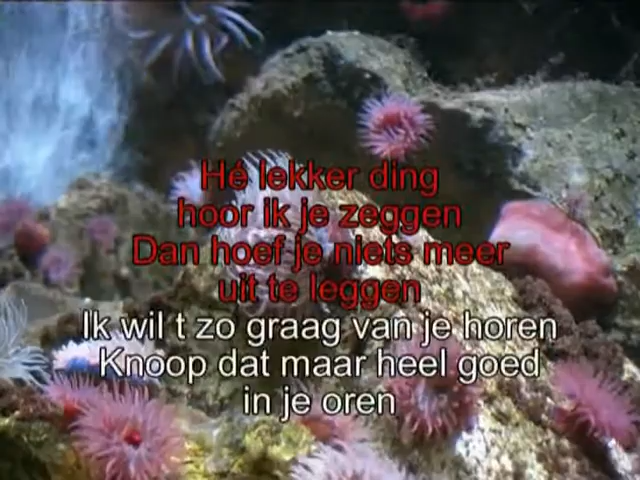 Hé lekker ding
hoor ik je zeggen
Dan hoef je niets meer
uit te leggen
Ik wil t zo graag van je horen
Knoop dat maar heel goed
in je oren